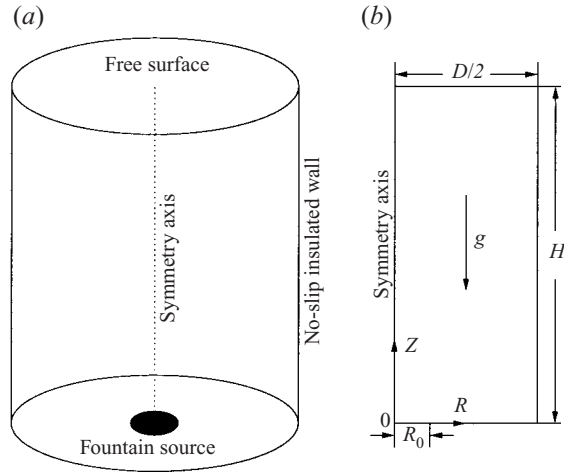 (a)
Free surface
Symmetry axis
No-slip insulated wall
Fountain source
(b)
D/2
Symmetry axis
g
H
Z
0
R
R₀